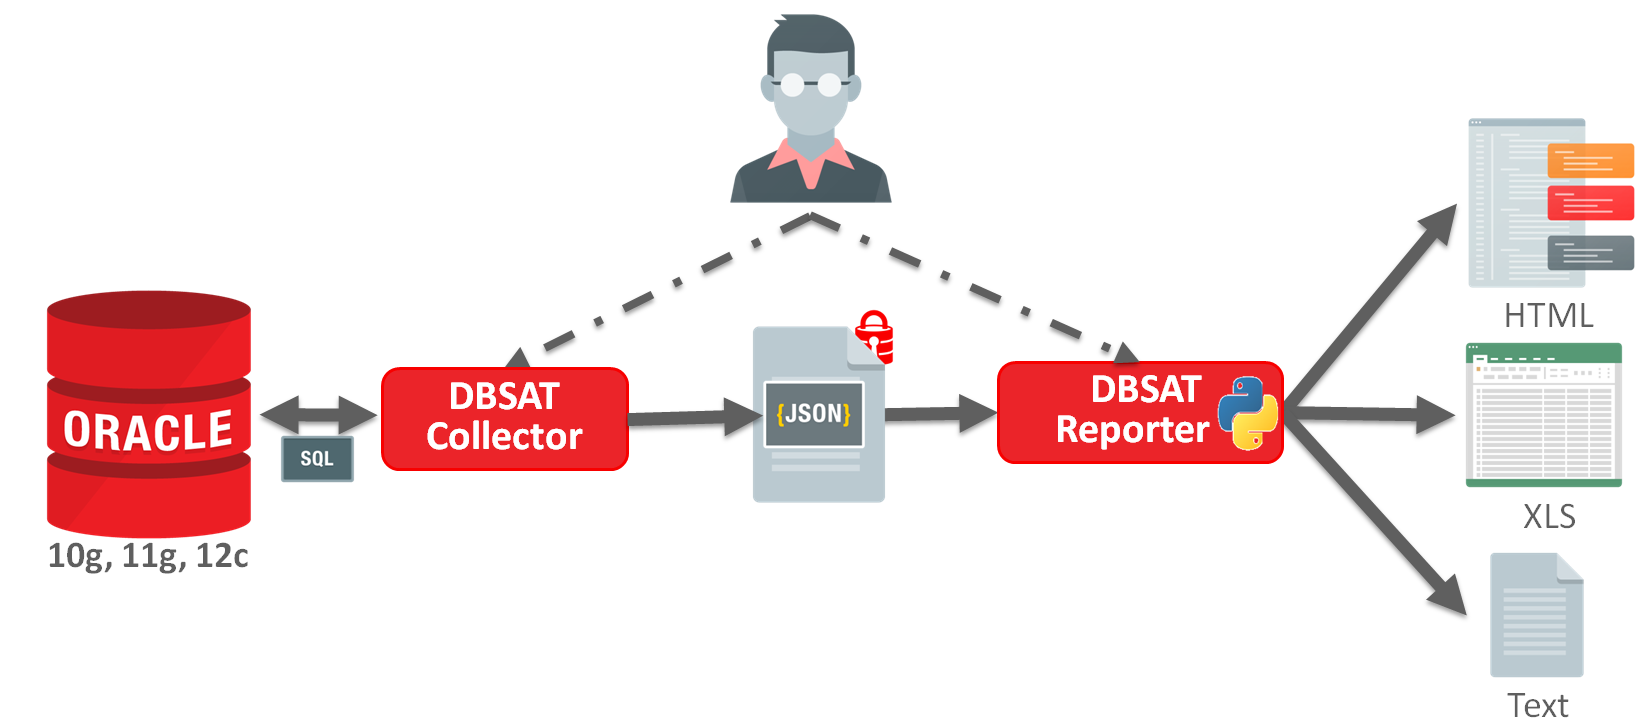 ORACLE
10g, 11g, 12c
SQL
DBSAT
Collector
{JSON}
DBSAT
Reporter
HTML
XLS
Text